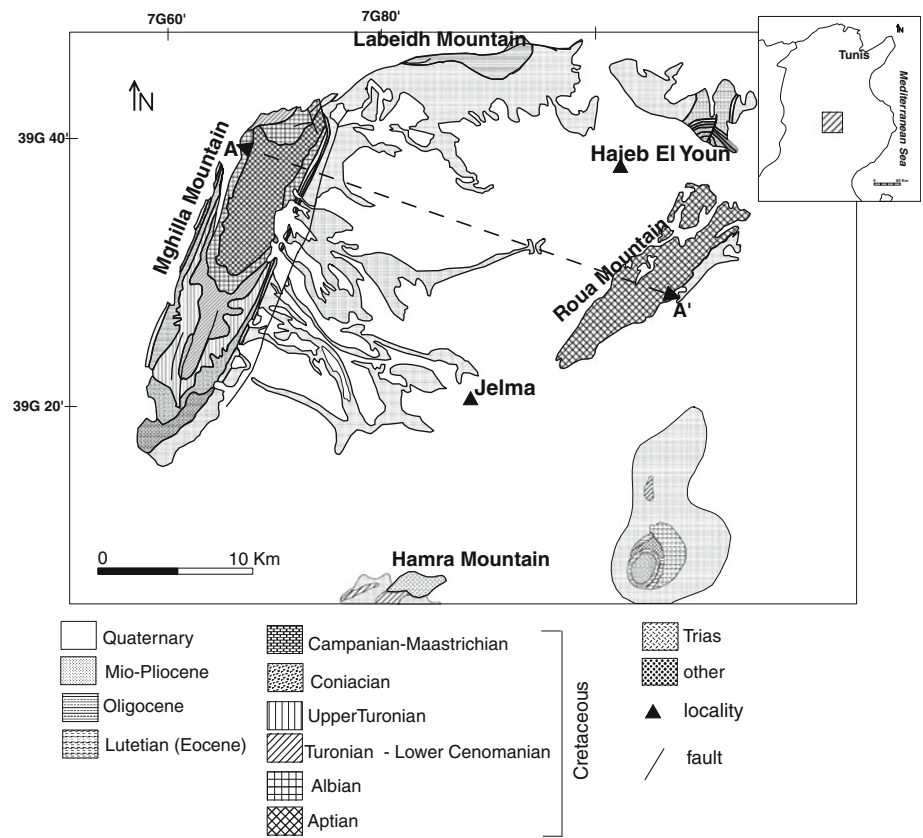 7G60'
7G80'
Labeidh Mountain
N
39G 40'
A
Mghilla Mountain
Hajeb El Youn
Roua Mountain
A'
39G 20'
Jelma
0 10 Km
Hamra Mountain
N
Tunis
Mediterranean Sea
Quaternary
Mio-Pliocene
Oligocene
Lutetian (Eocene)
Campanian-Maastrichian
Coniacian
UpperTuronian
Turonian - Lower Cenomanian
Albian
Aptian
Cretaceous
Trias
other
locality
fault